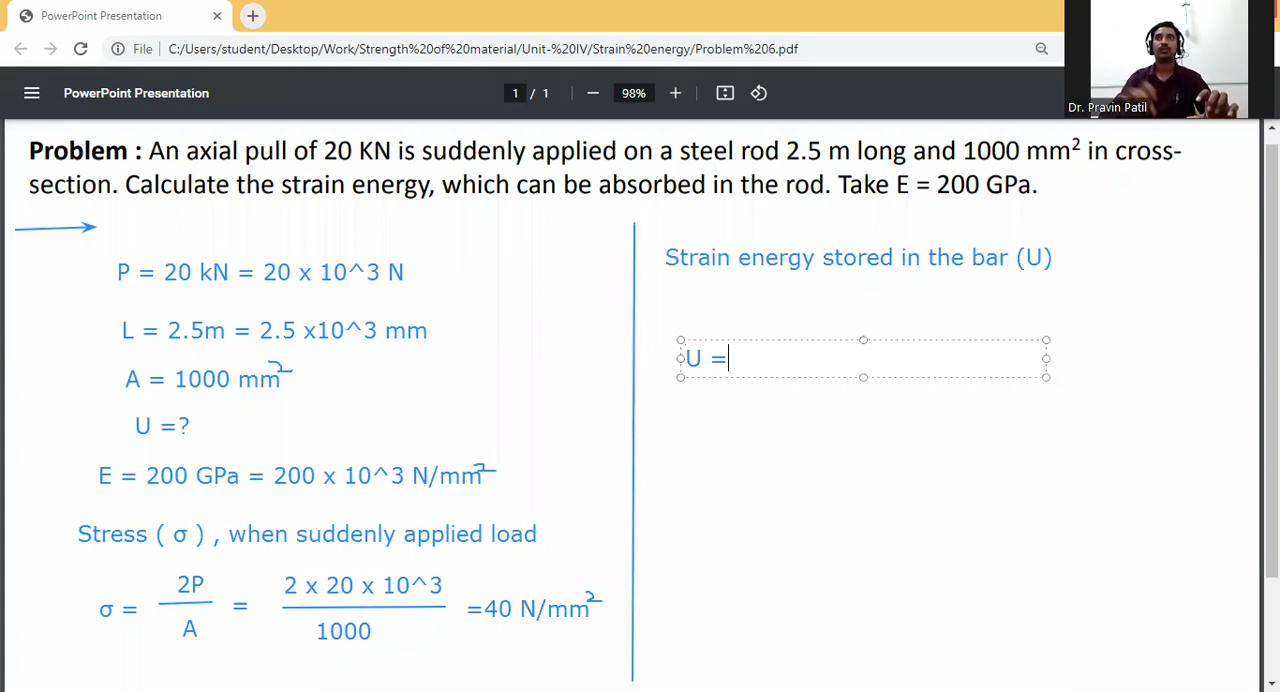 PowerPoint Presentation
File
C:/Users/student/Desktop/Work/Strength%20of%20material/Unit-%20IV/Strain%20energy/Problem%206.pdf
PowerPoint Presentation
1 / 1
98%
Dr. Pravin Patil
Problem : An axial pull of 20 KN is suddenly applied on a steel rod 2.5 m long and 1000 mm² in cross-
section. Calculate the strain energy, which can be absorbed in the rod. Take E = 200 GPa.
P = 20 kN = 20 x 10^3 N
L = 2.5m = 2.5 x10^3 mm
A = 1000 mm²
U =?
E = 200 GPa = 200 x 10^3 N/mm²
Stress ( σ ) , when suddenly applied load
2P 2 x 20 x 10^3
σ = = =40 N/mm²
A 1000
Strain energy stored in the bar (U)
U =